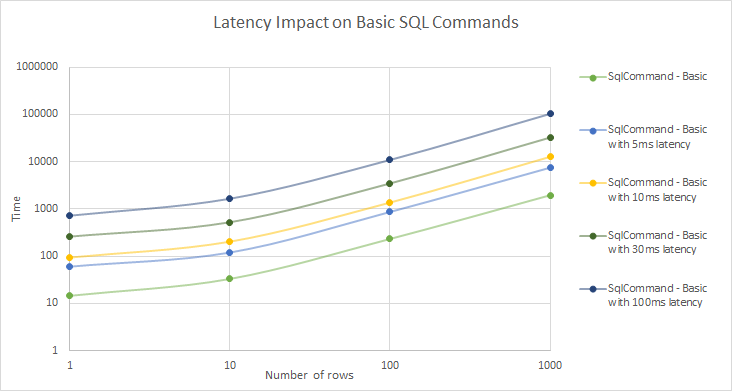 Latency Impact on Basic SQL Commands
1000000
100000
10000
1000
100
10
1
Time
1
10
100
1000
Number of rows
SqlCommand - Basic
SqlCommand - Basic
with 5ms latency
SqlCommand - Basic
with 10ms latency
SqlCommand - Basic
with 30ms latency
SqlCommand - Basic
with 100ms latency